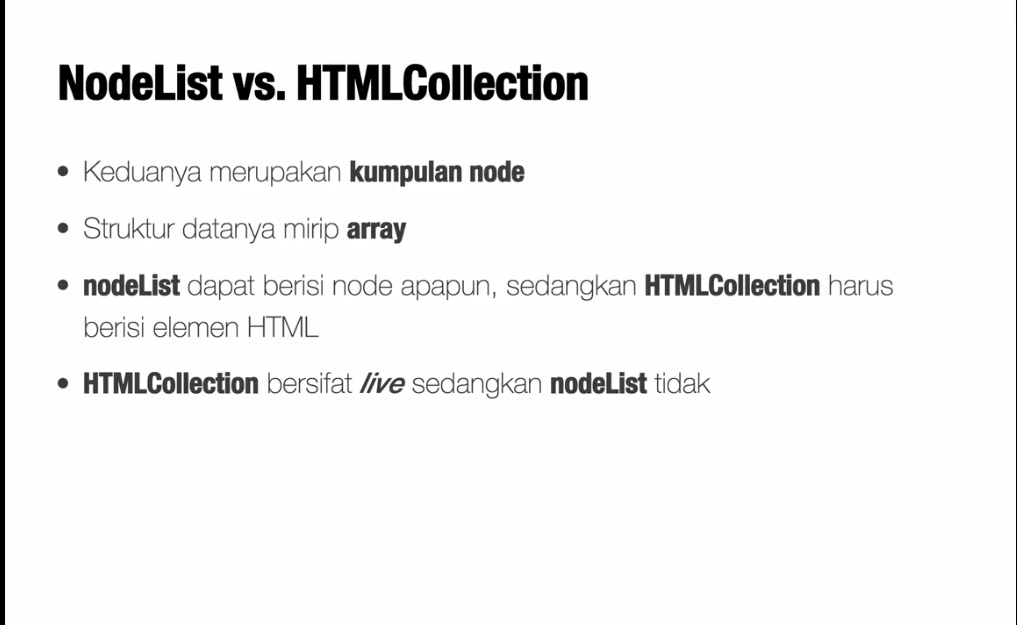 NodeList vs. HTMLCollection
• Keduanya merupakan kumpulan node
• Struktur datanya mirip array
• nodeList dapat berisi node apapun, sedangkan HTMLCollection harus
berisi elemen HTML
• HTMLCollection bersifat live sedangkan nodeList tidak